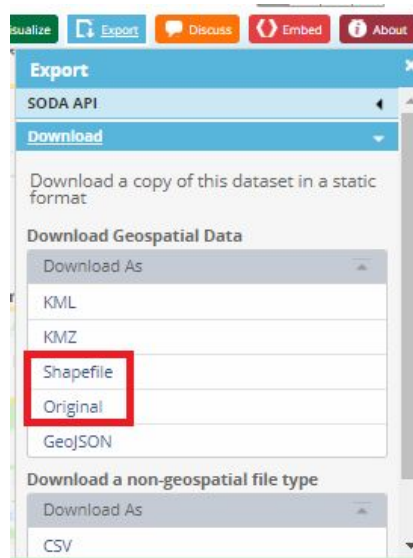 Export Discuss Embed About
Export
SODA API
Download
Download a copy of this dataset in a static
format
Download Geospatial Data
Download As
KML
KMZ
Shapefile
Original
GeoJSON
Download a non-geospatial file type
Download As
CSV